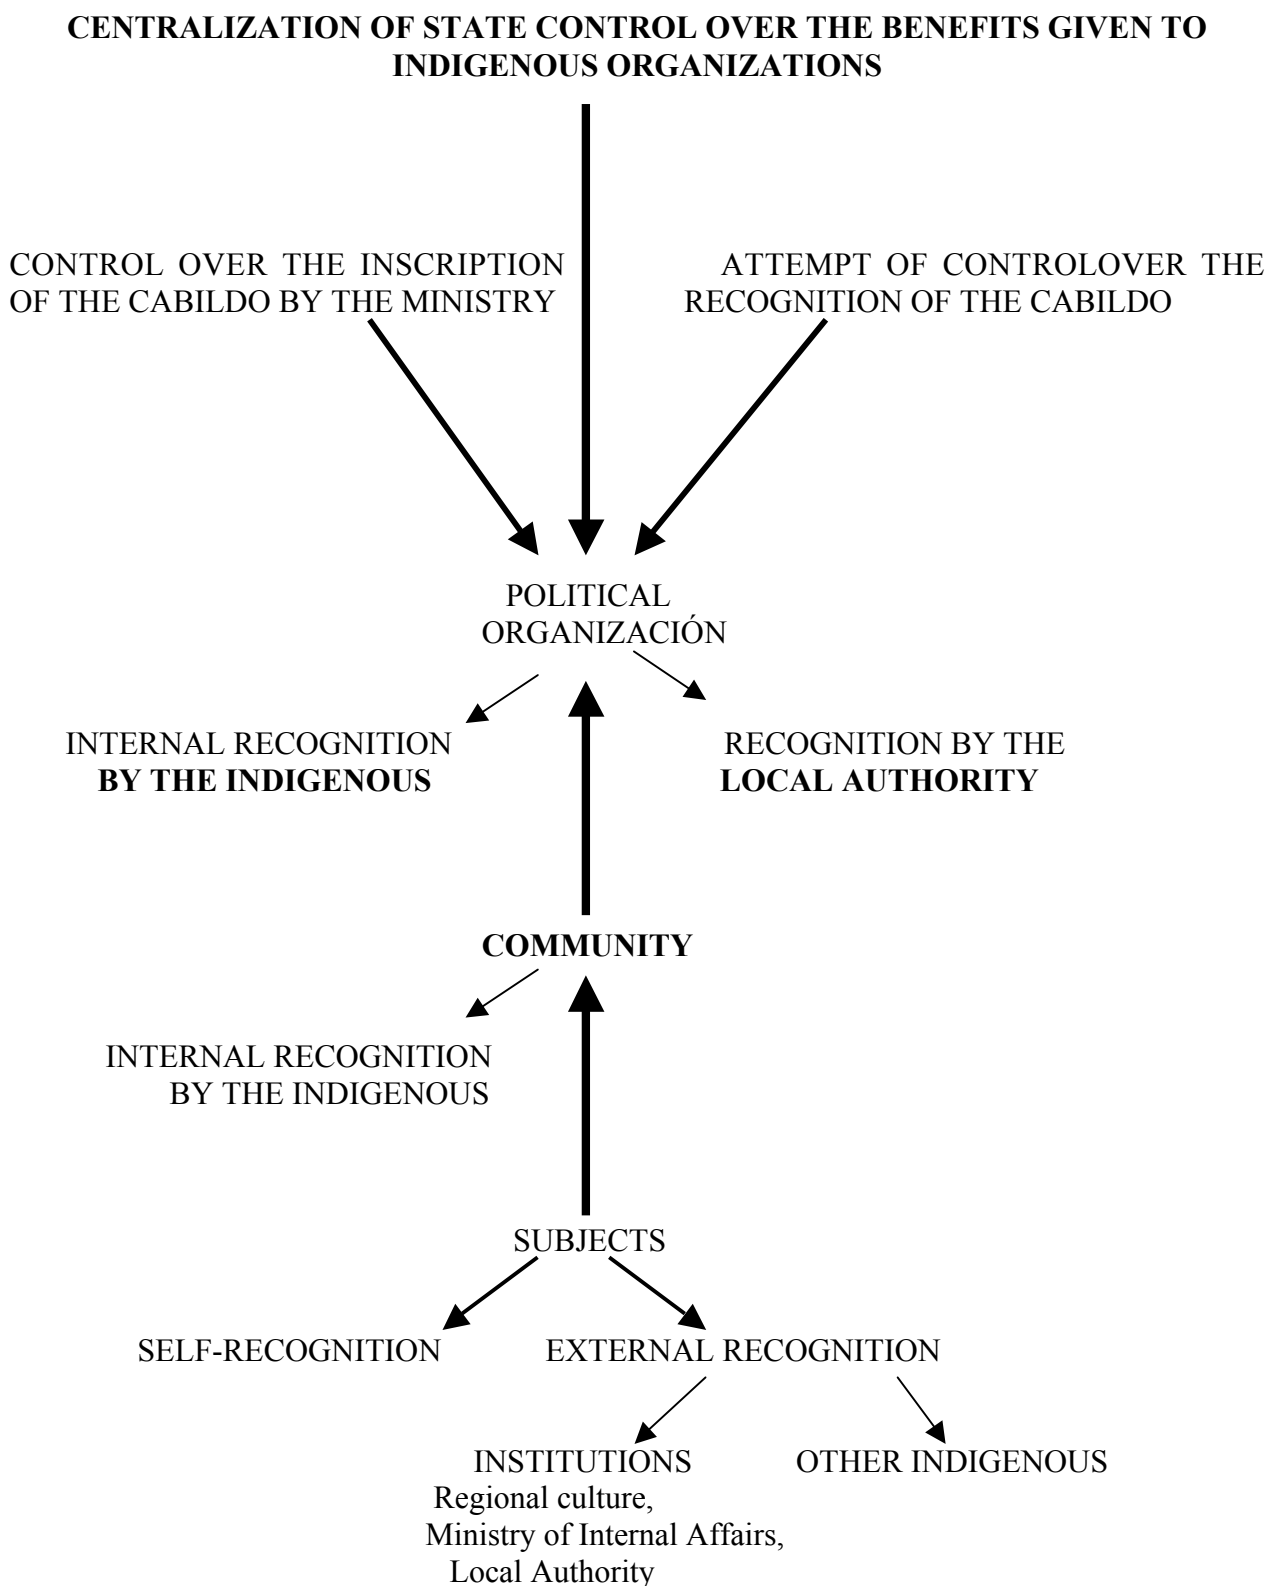 CENTRALIZATION OF STATE CONTROL OVER THE BENEFITS GIVEN TO
INDIGENOUS ORGANIZATIONS
CONTROL OVER THE INSCRIPTION
OF THE CABILDO BY THE MINISTRY
ATTEMPT OF CONTROLOVER THE
RECOGNITION OF THE CABILDO
POLITICAL
ORGANIZACIÓN
INTERNAL RECOGNITION
BY THE INDIGENOUS
RECOGNITION BY THE
LOCAL AUTHORITY
COMMUNITY
INTERNAL RECOGNITION
BY THE INDIGENOUS
SUBJECTS
SELF-RECOGNITION
EXTERNAL RECOGNITION
INSTITUTIONS
Regional culture,
Ministry of Internal Affairs,
Local Authority
OTHER INDIGENOUS